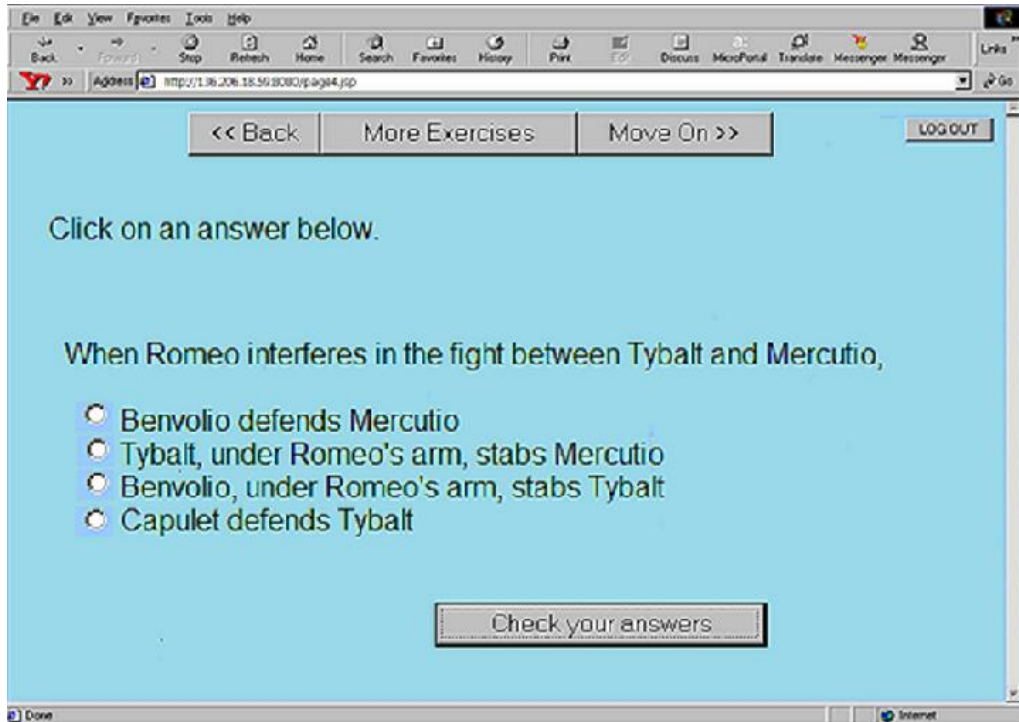 File Edit View Favorites Tools Help
Back Forward Stop Refresh Home Search Favorites History Print Edit Discuss MicroPortal Translate Messenger Messenger Links
Address Go
<< Back More Exercises Move On >> LOGOUT
Click on an answer below.
When Romeo interferes in the fight between Tybalt and Mercutio,
Benvolio defends Mercutio
Tybalt, under Romeo's arm, stabs Mercutio
Benvolio, under Romeo's arm, stabs Tybalt
Capulet defends Tybalt
Check your answers
Done Internet